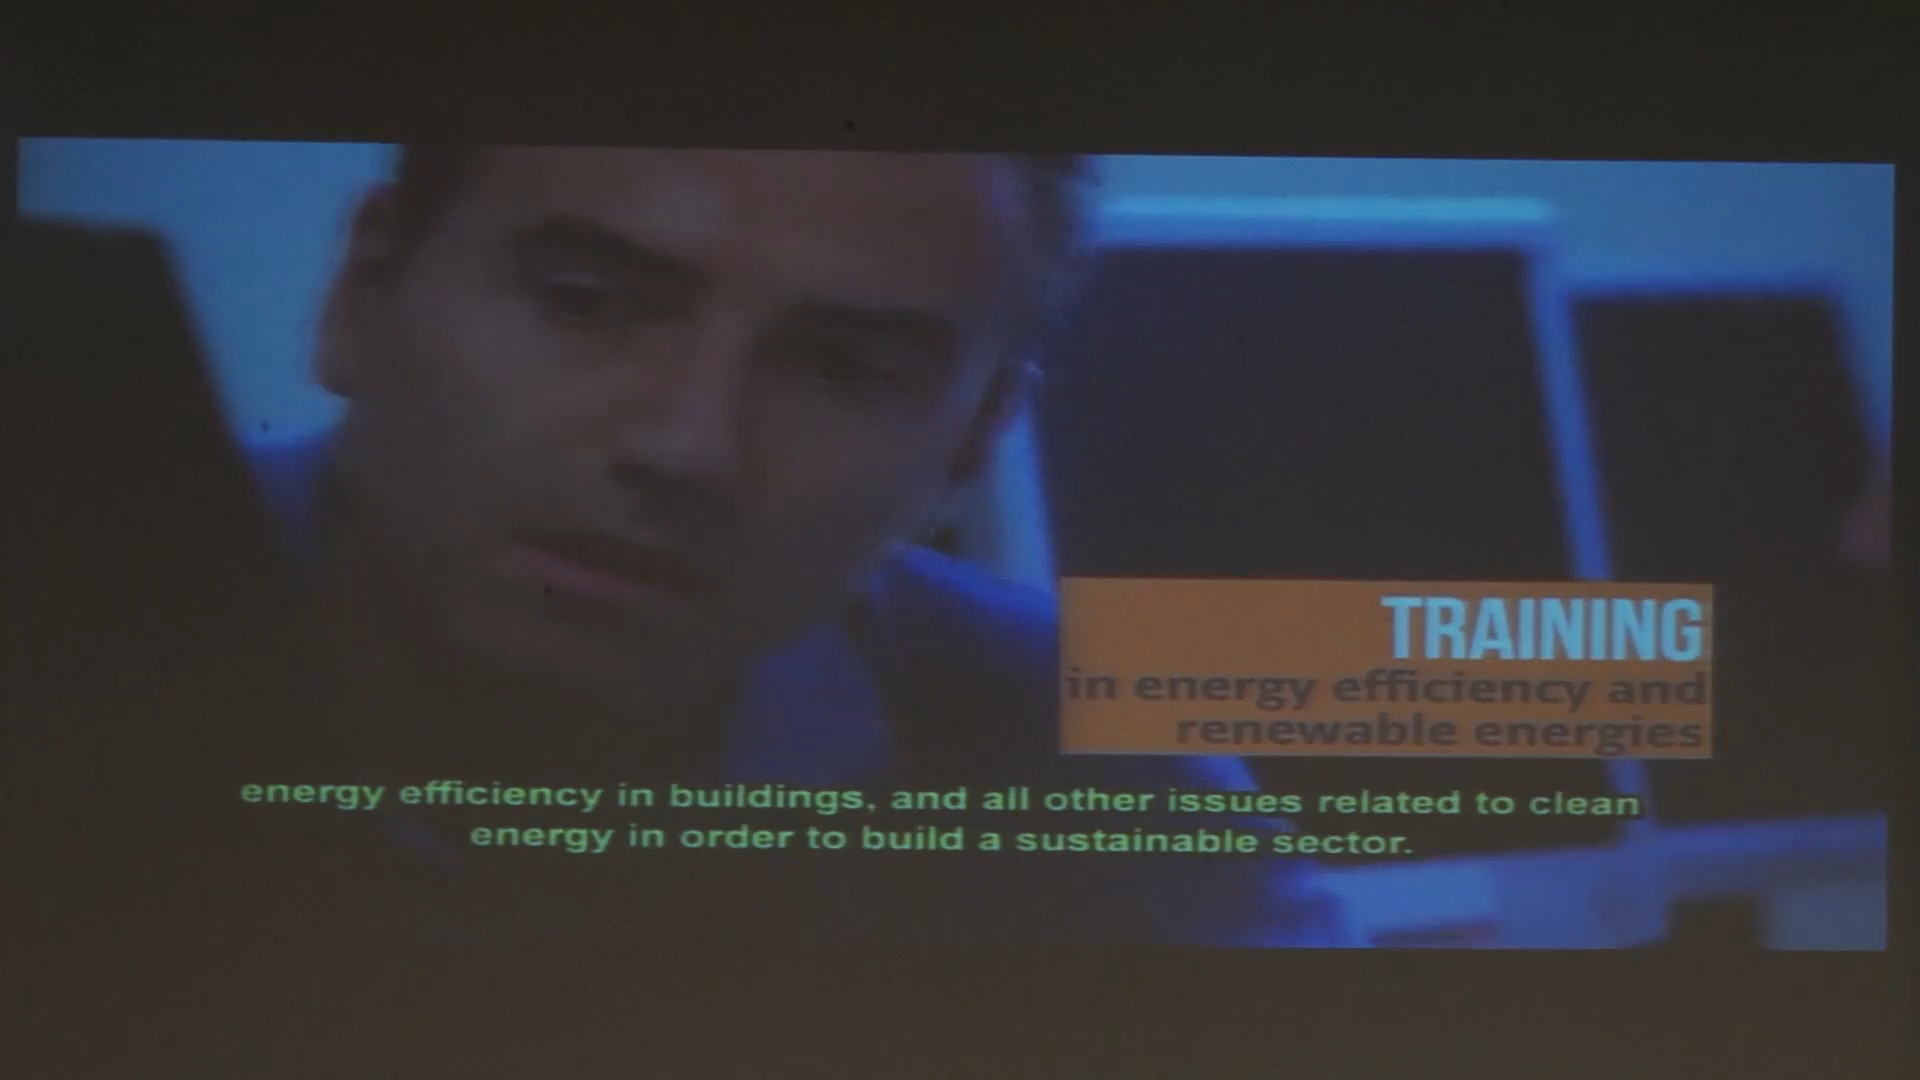 TRAINING
in energy efficiency and
renewable energies
energy efficiency in buildings, and all other issues related to clean
energy in order to build a sustainable sector.